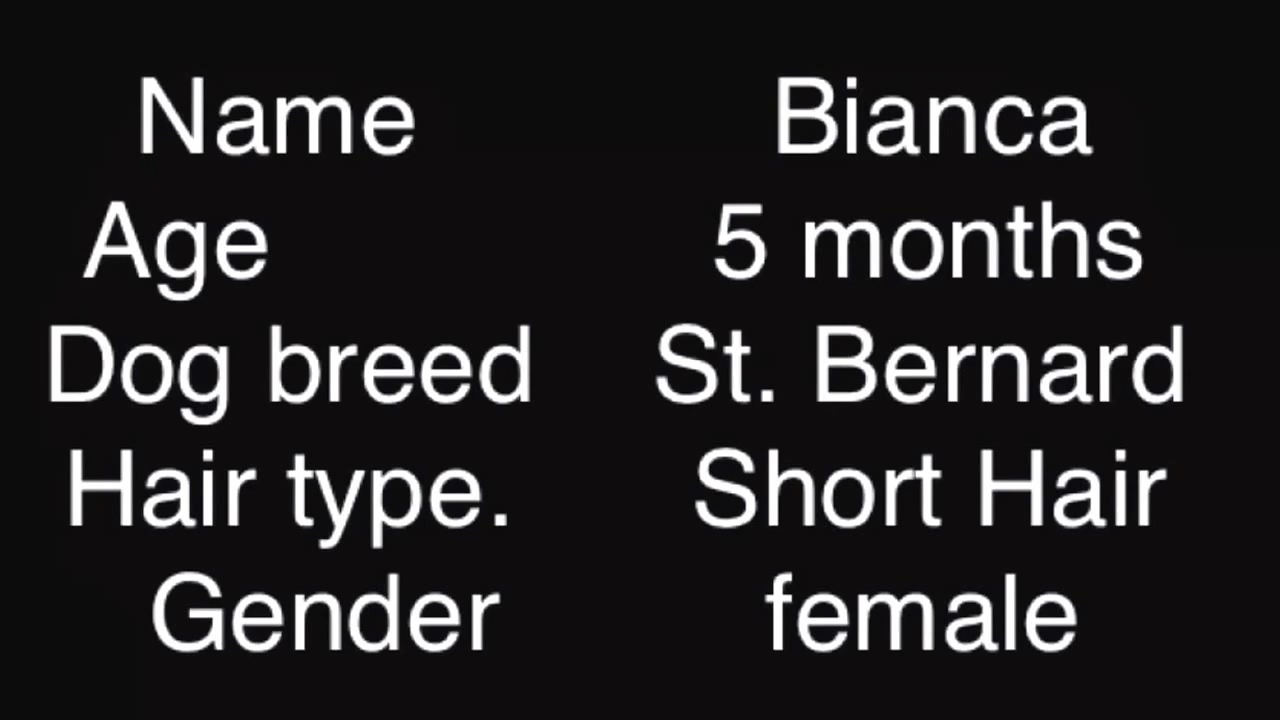 Name Bianca
Age 5 months
Dog breed St. Bernard
Hair type. Short Hair
Gender female